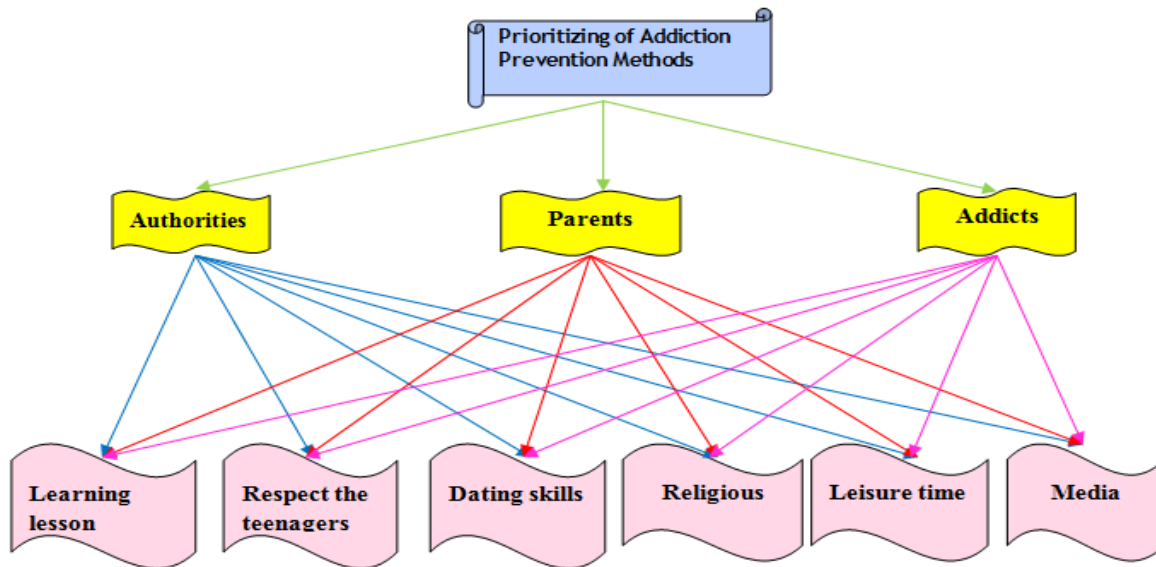 Prioritizing of Addiction
Prevention Methods
Authorities
Parents
Addicts
Learning
lesson
Respect the
teenagers
Dating skills
Religious
Leisure time
Media